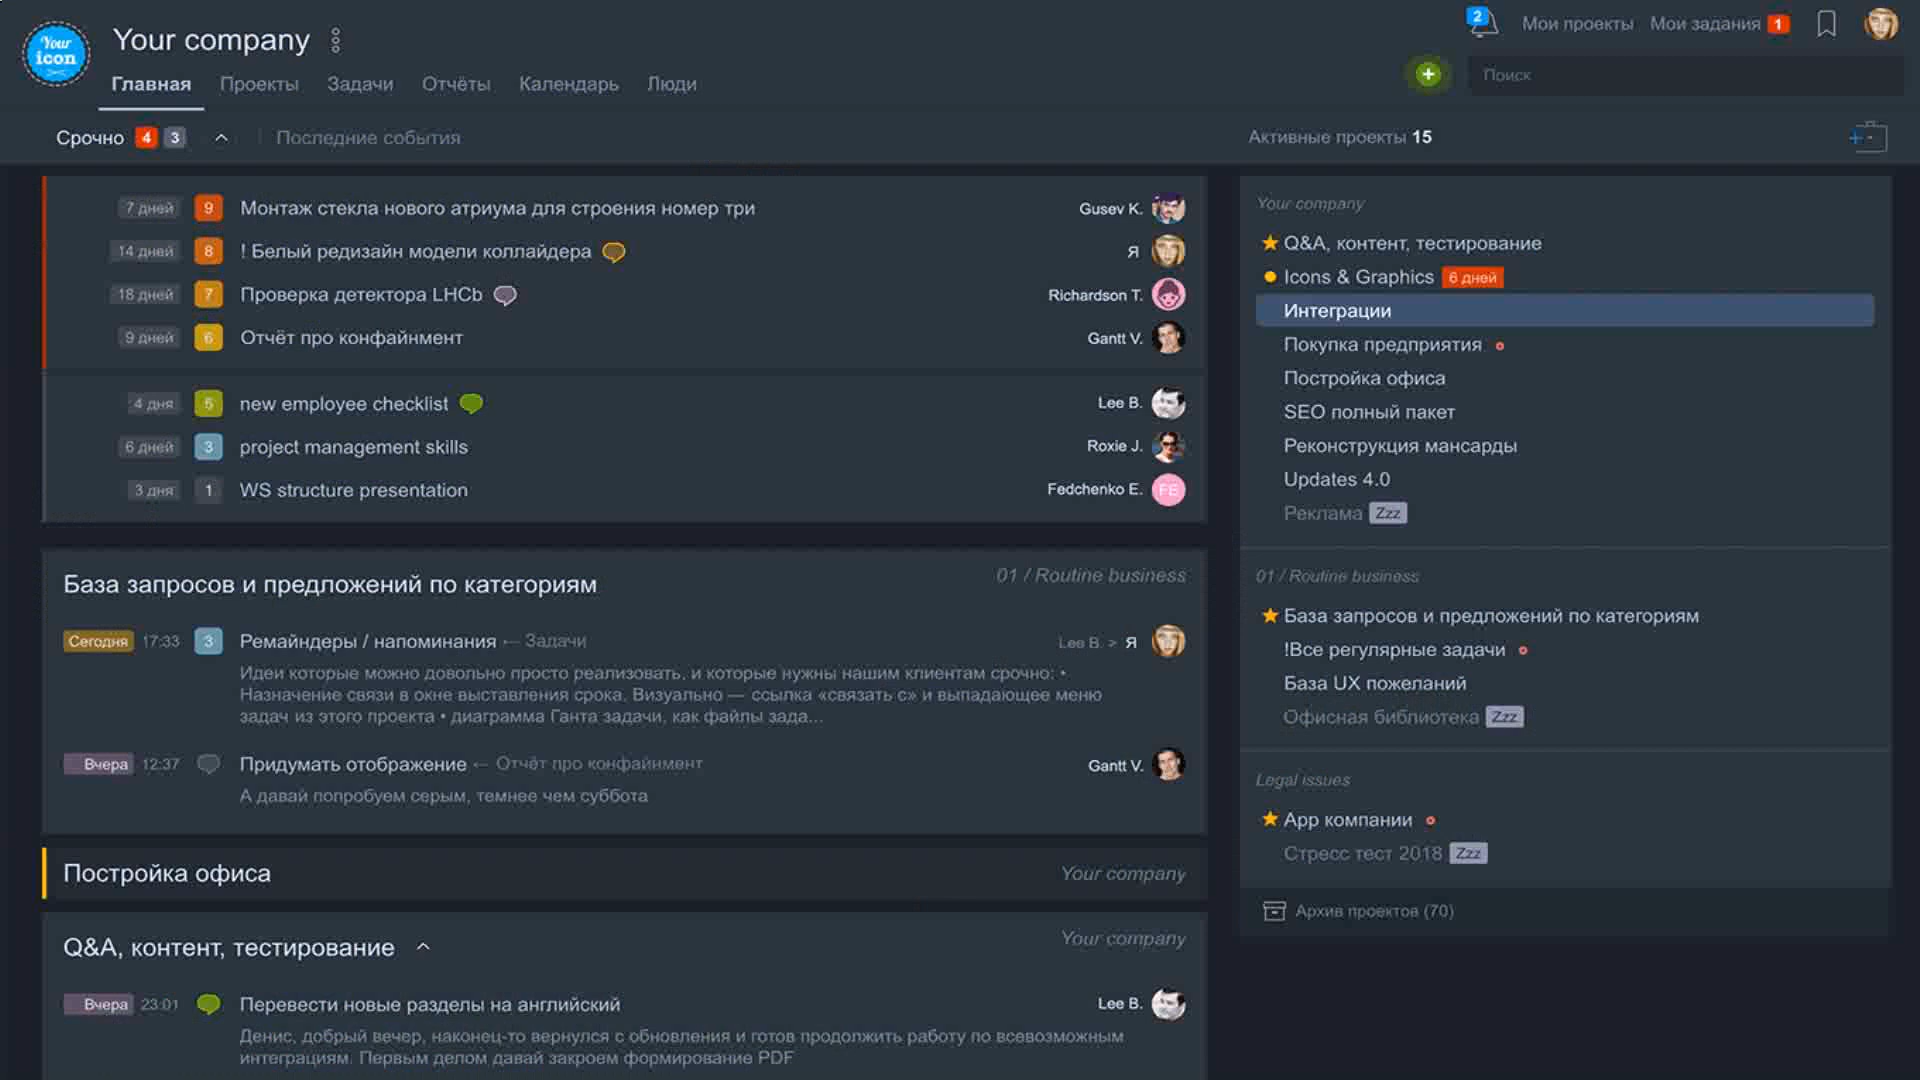 Your icon
Your company
2
Мои проекты
Мои задания 1
Главная
Проекты
Задачи
Отчёты
Календарь
Люди
+
Поиск
Срочно 4 3
Последние события
Активные проекты 15
7 дней 9 Монтаж стекла нового атриума для строения номер три Gusev K.
14 дней 8 ! Белый редизайн модели коллайдера Я
18 дней 7 Проверка детектора LHCb Richardson T.
9 дней 6 Отчёт про конфайнмент Gantt V.
4 дня 5 new employee checklist Lee B.
6 дней 3 project management skills Roxie J.
3 дня 1 WS structure presentation Fedchenko E. FE
База запросов и предложений по категориям 01 / Routine business
Сегодня 17:33 3 Ремайндеры / напоминания ← Задачи Lee B. > Я
Идеи которые можно довольно просто реализовать, и которые нужны нашим клиентам срочно: •
Назначение связи в окне выставления срока. Визуально — ссылка «связать с» и выпадающее меню
задач из этого проекта • диаграмма Ганта задачи, как файлы зада...
Вчера 12:37 Придумать отображение ← Отчёт про конфайнмент Gantt V.
А давай попробуем серым, темнее чем суббота
Постройка офиса Your company
Q&A, контент, тестирование Your company
Вчера 23:01 Перевести новые разделы на английский Lee B.
Денис, добрый вечер, наконец-то вернулся с обновления и готов продолжить работу по всевозможным
интеграциям. Первым делом давай закроем формирование PDF
Your company
Q&A, контент, тестирование
Icons & Graphics 6 дней
Интеграции
Покупка предприятия
Постройка офиса
SEO полный пакет
Реконструкция мансарды
Updates 4.0
Реклама Zzz
01 / Routine business
База запросов и предложений по категориям
!Все регулярные задачи
База UX пожеланий
Офисная библиотека Zzz
Legal issues
App компании
Стресс тест 2018 Zzz
Архив проектов (70)